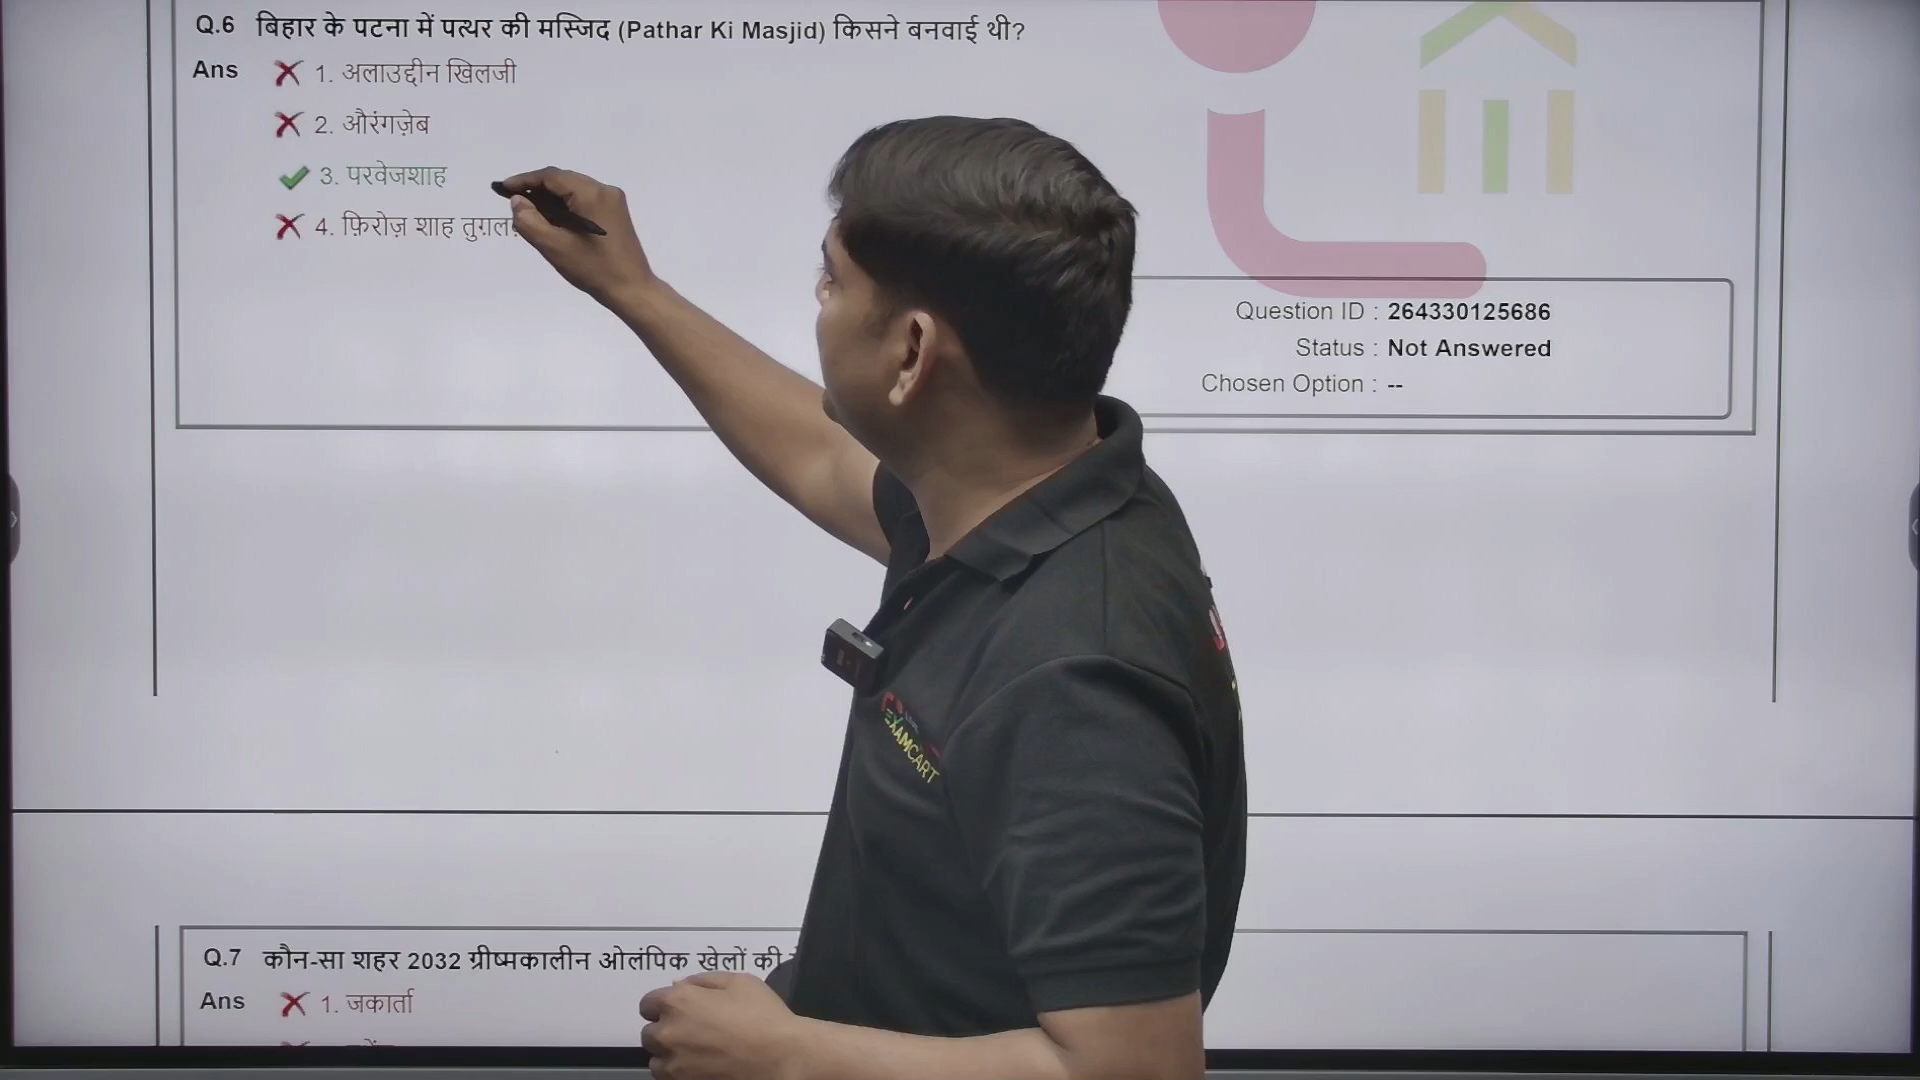 Q.6 बिहार के पटना में पत्थर की मस्जिद (Pathar Ki Masjid) किसने बनवाई थी?
Ans 1. अलाउद्दीन खिलजी
2. औरंगज़ेब
3. परवेजशाह
4. फ़िरोज़ शाह
Question ID : 264330125686
Status : Not Answered
Chosen Option : --
EXAMCART
Q.7 कौन-सा शहर 2032 ग्रीष्मकालीन ओलंपिक खेलों की
Ans 1. जकार्ता